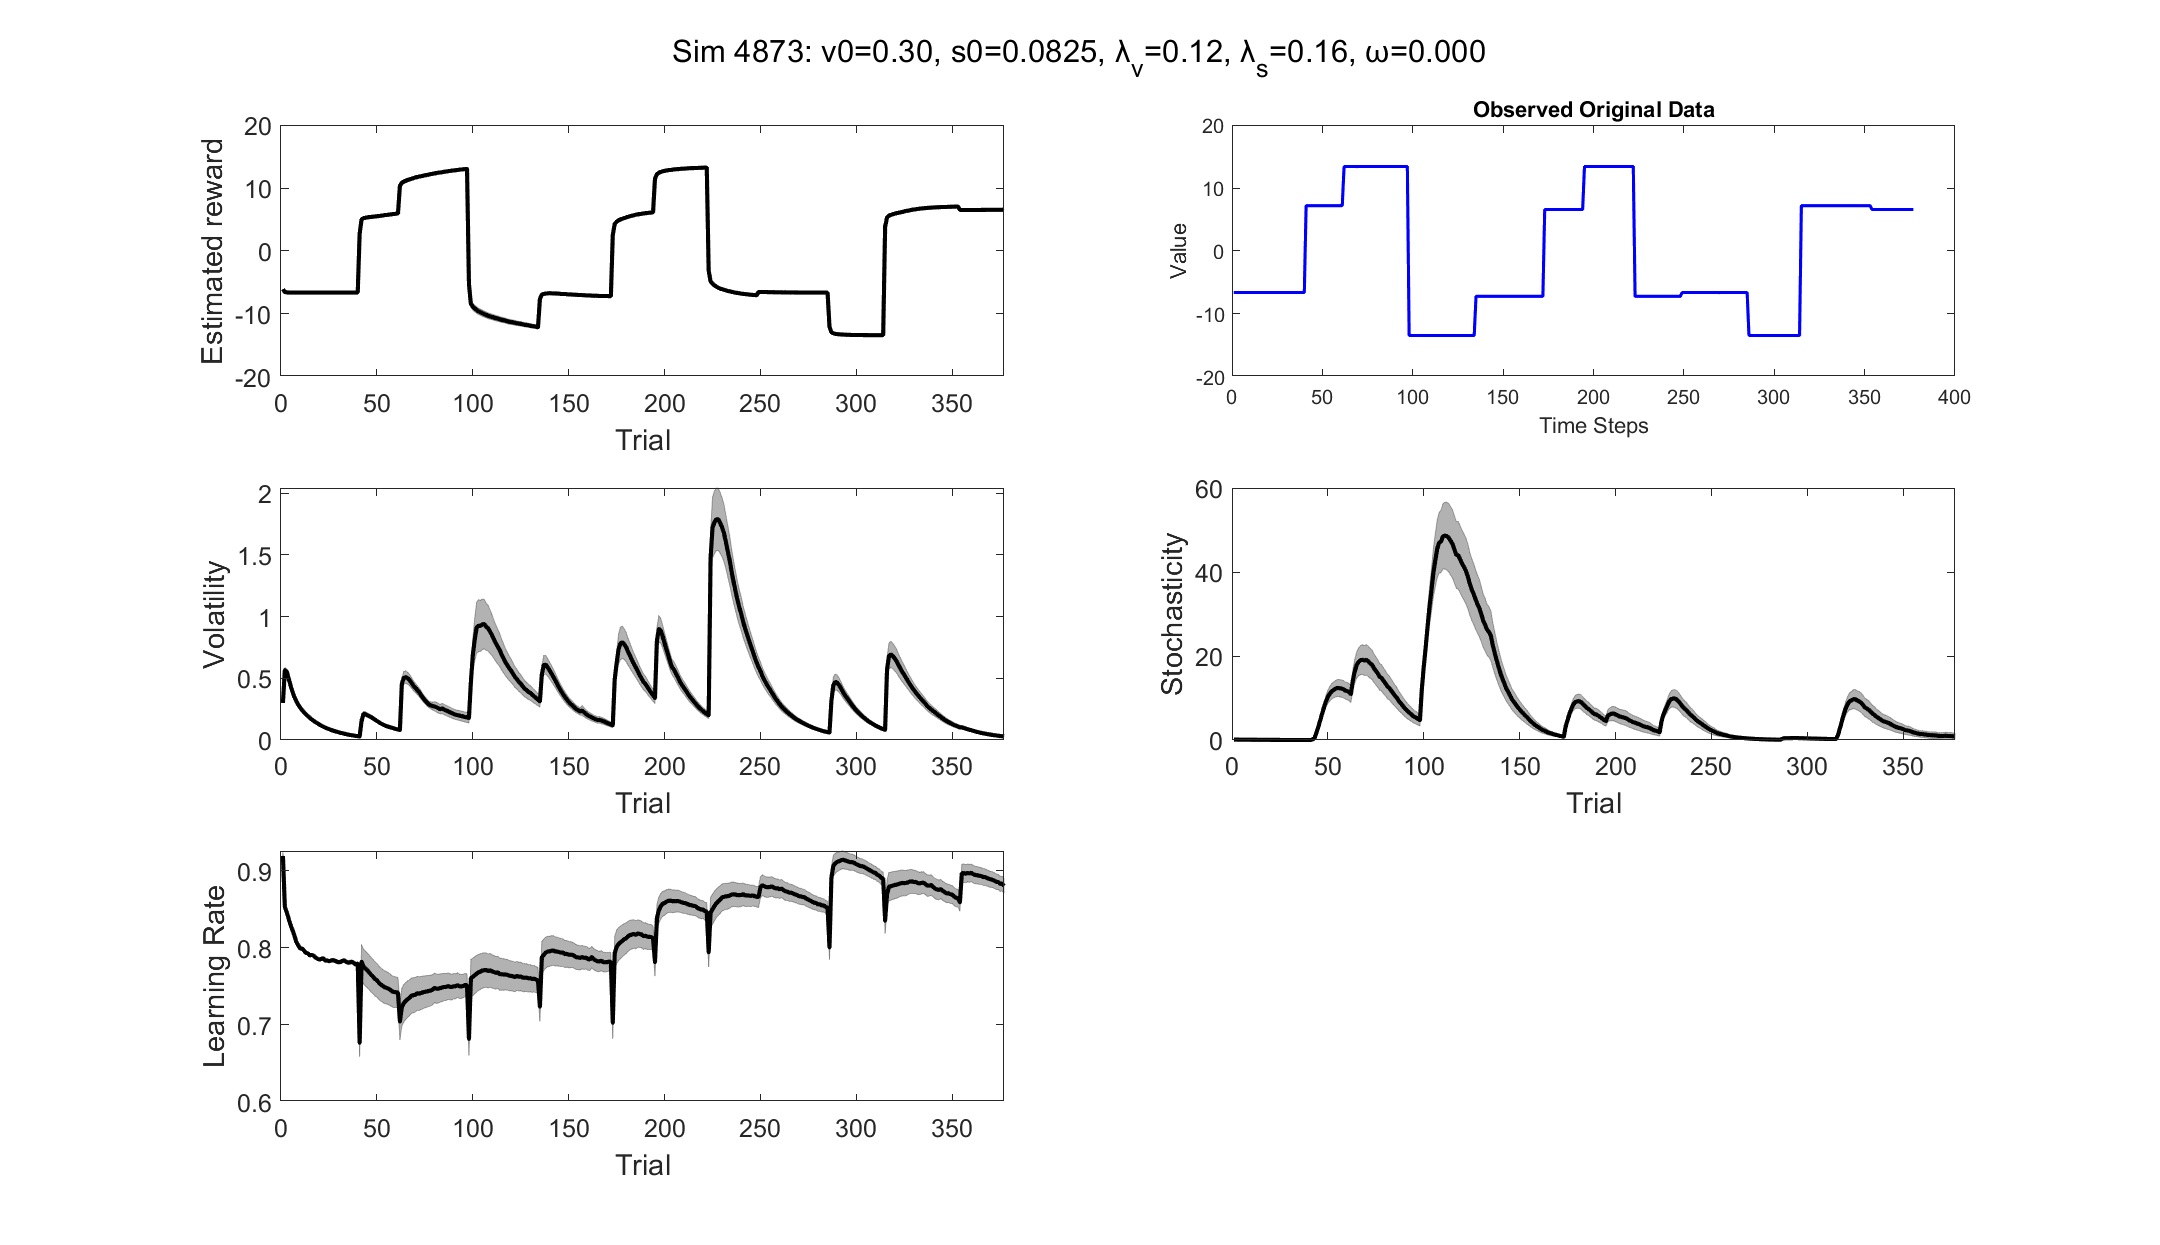 Sim 4873: v0=0.30, s0=0.0825, λv=0.12, λs=0.16, ω=0.000
20
10
0
-10
-20
Estimated reward
0 50 100 150 200 250 300 350
Trial
Observed Original Data
20
10
0
-10
-20
Value
0 50 100 150 200 250 300 350 400
Time Steps
2
1.5
1
0.5
0
Volatility
0 50 100 150 200 250 300 350
Trial
60
40
20
0
Stochasticity
0 50 100 150 200 250 300 350
Trial
0.9
0.8
0.7
0.6
Learning Rate
0 50 100 150 200 250 300 350
Trial